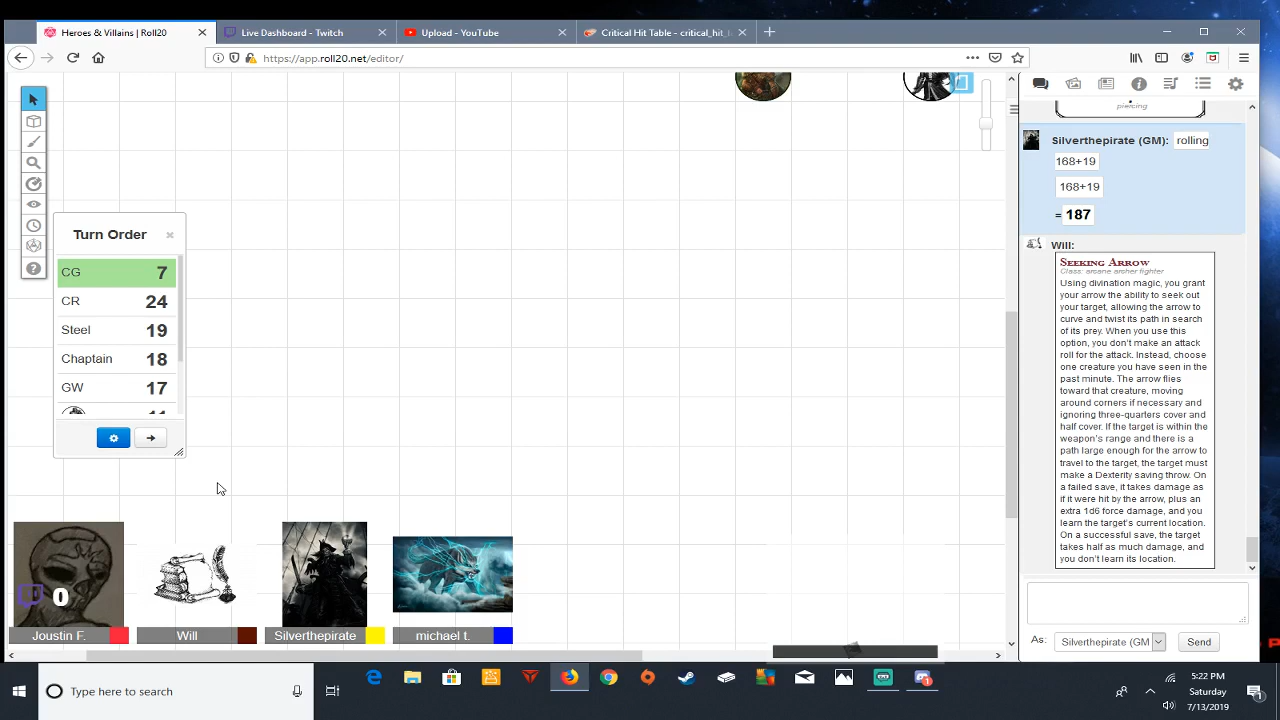 Heroes & Villains | Roll20
Live Dashboard - Twitch
Upload - YouTube
Critical Hit Table - critical_hit_
https://app.roll20.net/editor/
piercing
Silverthepirate (GM): rolling
168+19
168+19
= 187
Will:
Seeking Arrow
Class: arcane archer fighter
Using divination magic, you grant
your arrow the ability to seek out
your target, allowing the arrow to
curve and twist its path in search
of its prey. When you use this
option, you don't make an attack
roll for the attack. Instead, choose
one creature you have seen in the
past minute. The arrow flies
toward that creature, moving
around corners if necessary and
ignoring three-quarters cover and
half cover. If the target is within the
weapon's range and there is a
path large enough for the arrow to
travel to the target, the target must
make a Dexterity saving throw. On
a failed save, it takes damage as
if it were hit by the arrow, plus an
extra 1d6 force damage, and you
learn the target's current location.
On a successful save, the target
takes half as much damage, and
you don't learn its location.
Turn Order
CG 7
CR 24
Steel 19
Chaptain 18
GW 17
0
Joustin F.
Will
Silverthepirate
michael t.
As: Silverthepirate (GM
Send
Type here to search
5:22 PM
Saturday
7/13/2019